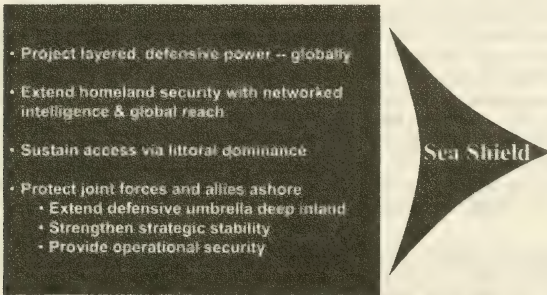 • Project layered, defensive power -- globally
• Extend homeland security with networked
intelligence & global reach
• Sustain access via littoral dominance
• Protect joint forces and allies ashore
• Extend defensive umbrella deep inland
• Strengthen strategic stability
• Provide operational security
Sea Shield